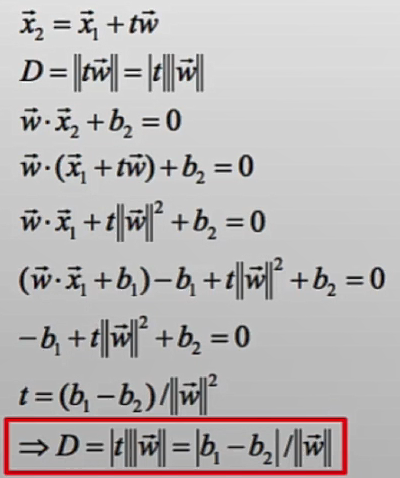 x⃗₂ = x⃗₁ + tw⃗
D = ‖tw⃗‖ = |t|‖w⃗‖
w⃗·x⃗₂ + b₂ = 0
w⃗·(x⃗₁ + tw⃗) + b₂ = 0
w⃗·x⃗₁ + t‖w⃗‖² + b₂ = 0
(w⃗·x⃗₁ + b₁) − b₁ + t‖w⃗‖² + b₂ = 0
−b₁ + t‖w⃗‖² + b₂ = 0
t = (b₁ − b₂) / ‖w⃗‖²
⇒ D = |t|‖w⃗‖ = |b₁ − b₂| / ‖w⃗‖